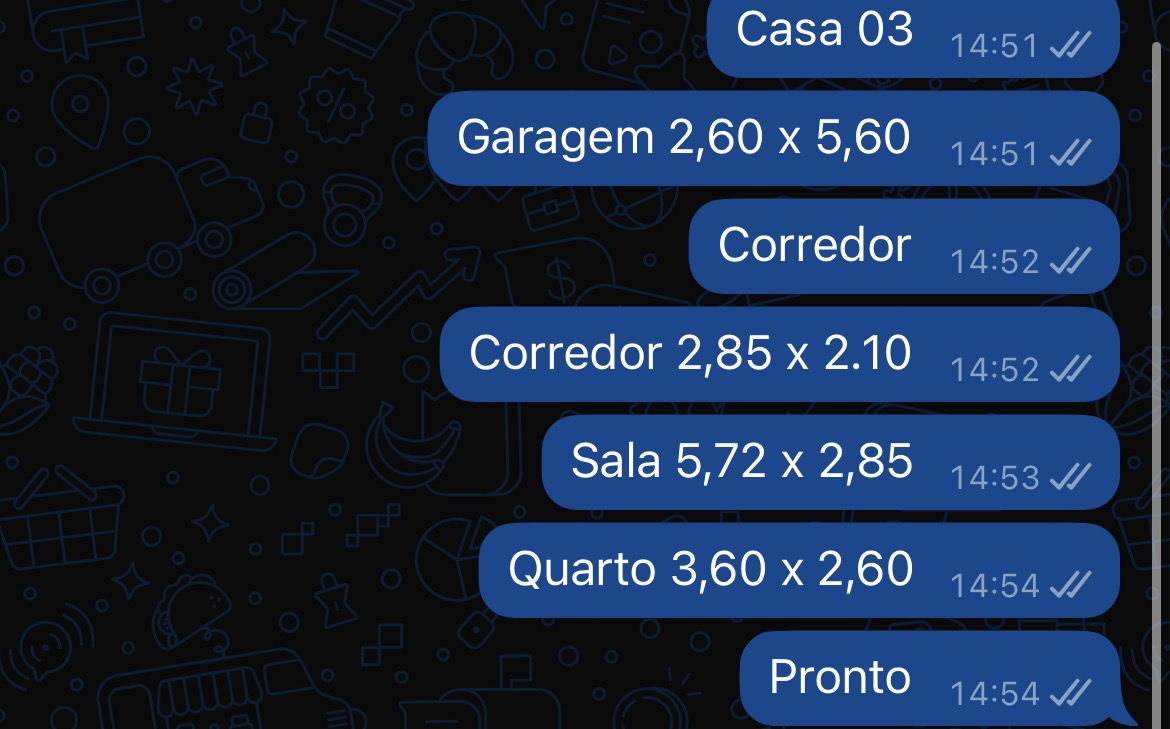 Casa 03 14:51
Garagem 2,60 x 5,60 14:51
Corredor 14:52
Corredor 2,85 x 2.10 14:52
Sala 5,72 x 2,85 14:53
Quarto 3,60 x 2,60 14:54
Pronto 14:54